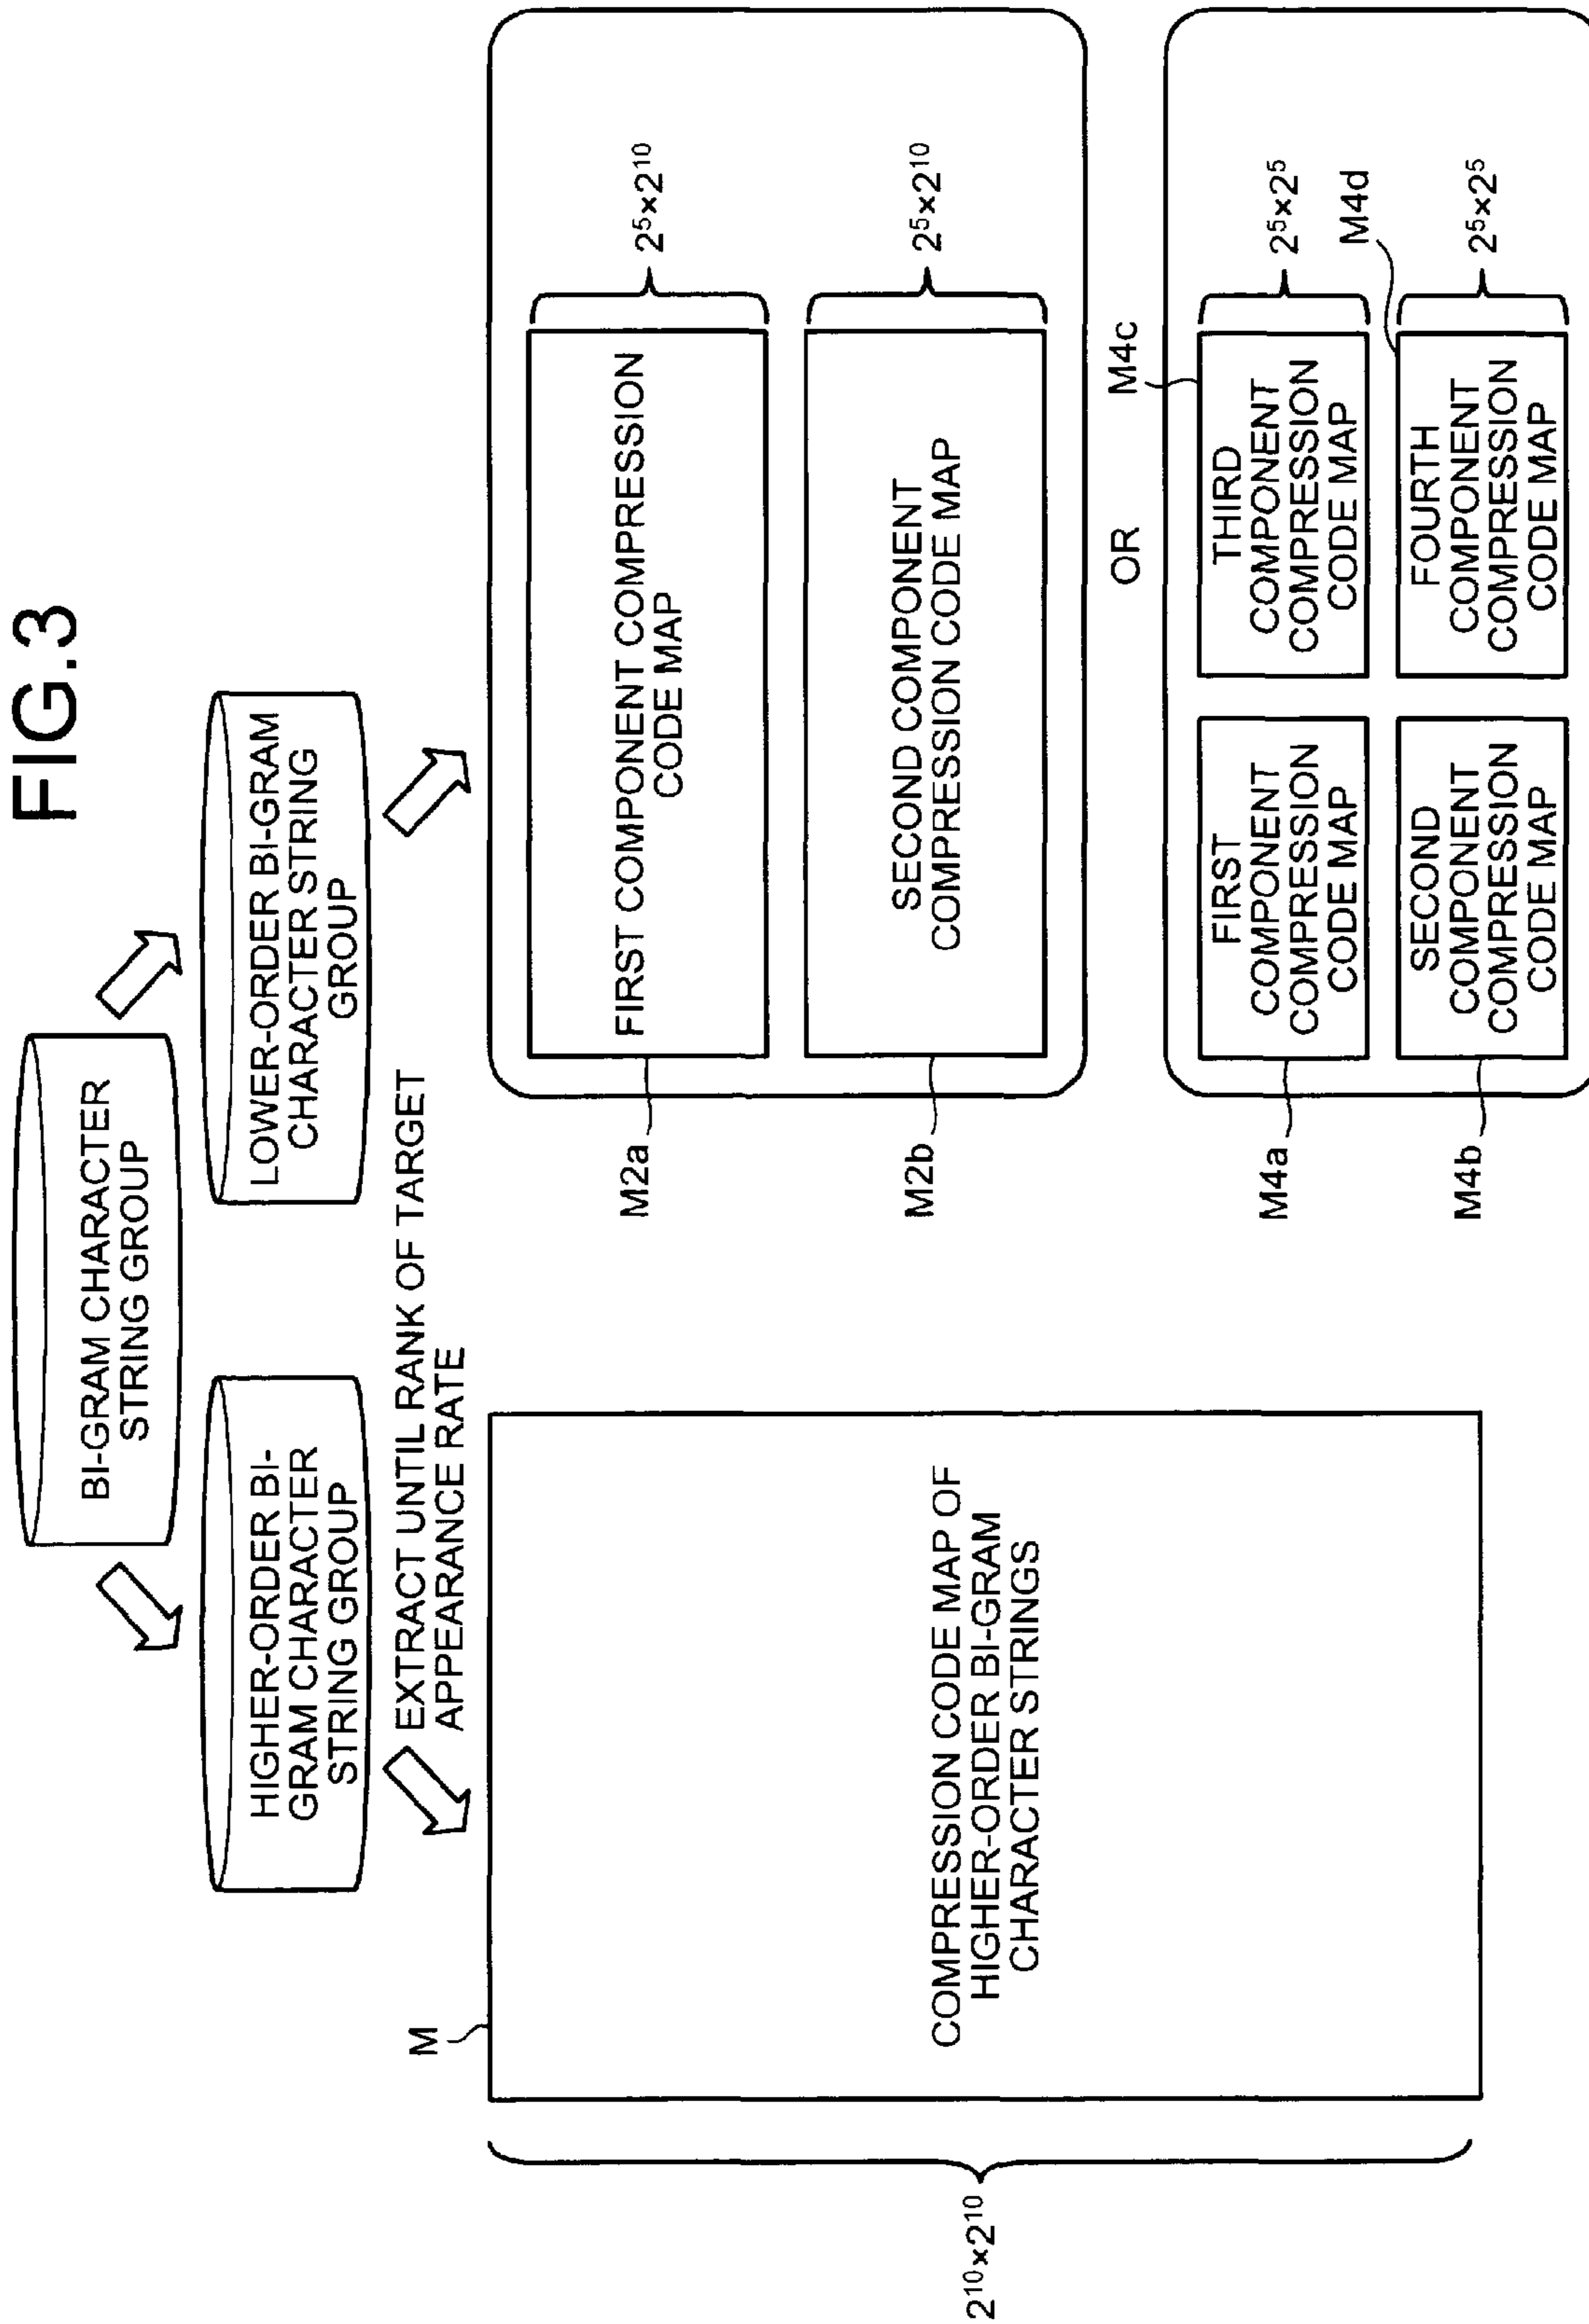 FIG.3
BI-GRAM CHARACTER
STRING GROUP
HIGHER-ORDER BI-
GRAM CHARACTER
STRING GROUP
LOWER-ORDER BI-GRAM
CHARACTER STRING
GROUP
EXTRACT UNTIL RANK OF TARGET
APPEARANCE RATE
M
COMPRESSION CODE MAP OF
HIGHER-ORDER BI-GRAM
CHARACTER STRINGS
2¹⁰×2¹⁰
M2a
FIRST COMPONENT COMPRESSION
CODE MAP
2⁵×2¹⁰
M2b
SECOND COMPONENT
COMPRESSION CODE MAP
2⁵×2¹⁰
OR
M4a
FIRST
COMPONENT
COMPRESSION
CODE MAP
M4c
THIRD
COMPONENT
COMPRESSION
CODE MAP
2⁵×2⁵
M4b
SECOND
COMPONENT
COMPRESSION
CODE MAP
M4d
FOURTH
COMPONENT
COMPRESSION
CODE MAP
2⁵×2⁵